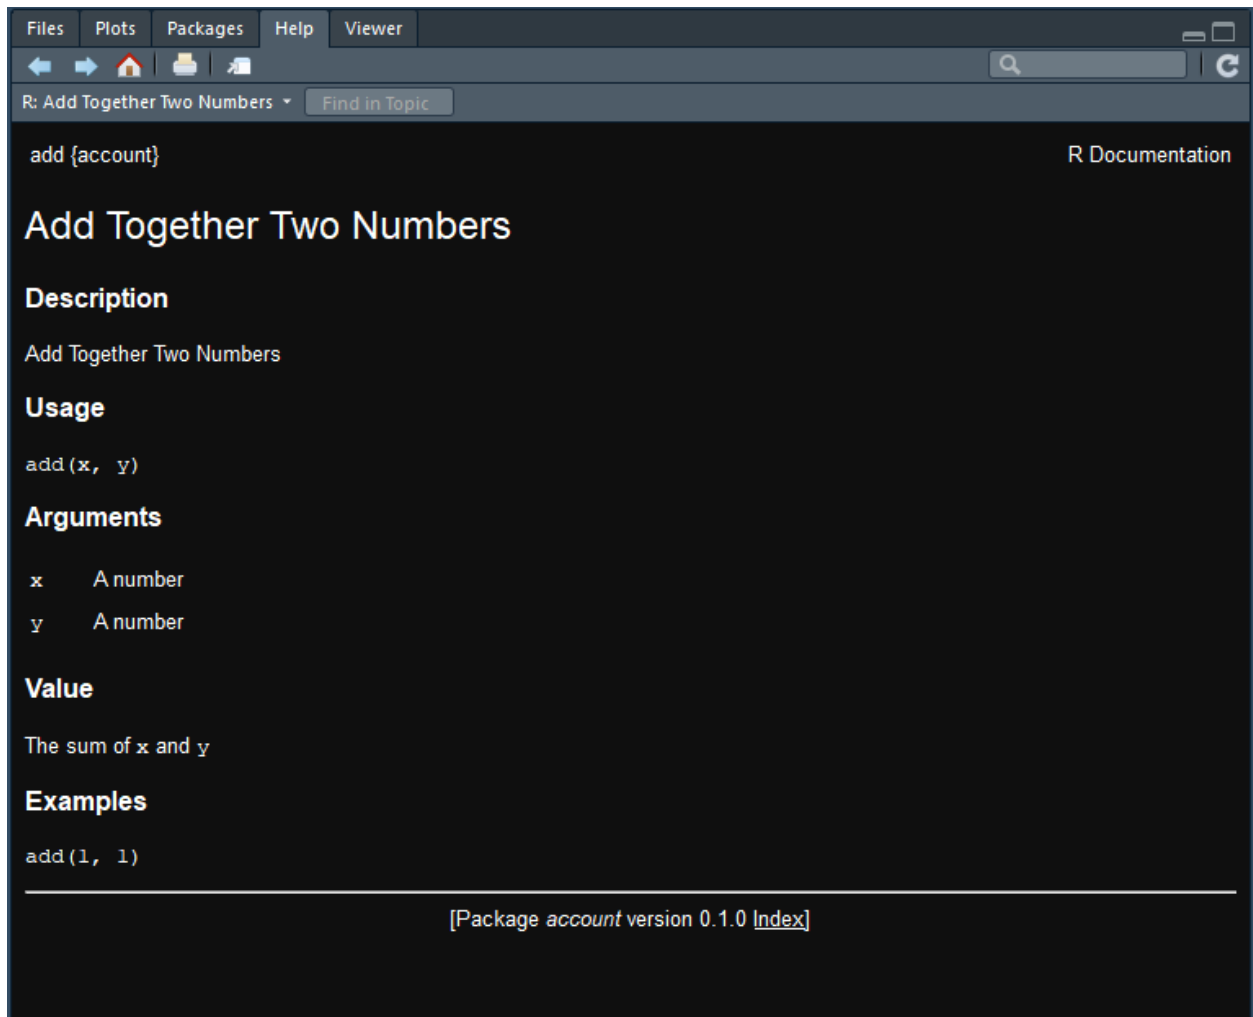 Files Plots Packages Help Viewer
R: Add Together Two Numbers Find in Topic
add {account} R Documentation
Add Together Two Numbers
Description
Add Together Two Numbers
Usage
add(x, y)
Arguments
x A number
y A number
Value
The sum of x and y
Examples
add(1, 1)
[Package account version 0.1.0 Index]